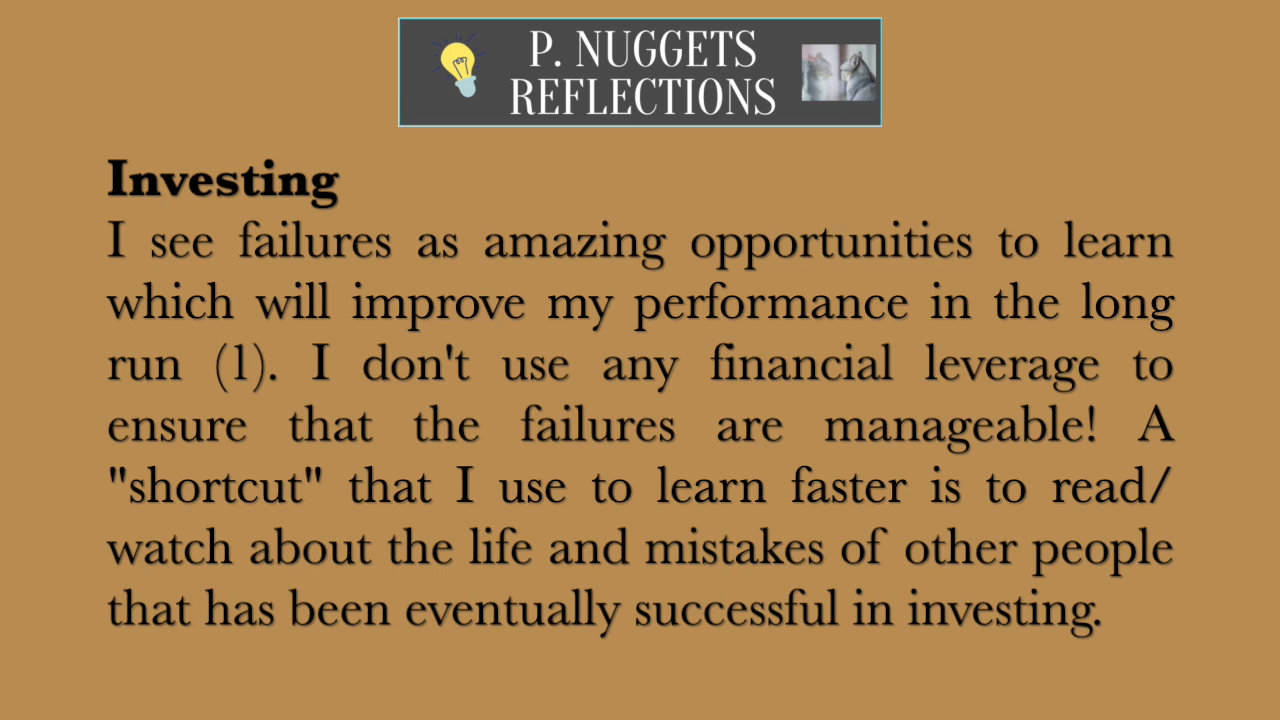 P. NUGGETS
REFLECTIONS
Investing
I see failures as amazing opportunities to learn
which will improve my performance in the long
run (1). I don't use any financial leverage to
ensure that the failures are manageable! A
"shortcut" that I use to learn faster is to read/
watch about the life and mistakes of other people
that has been eventually successful in investing.